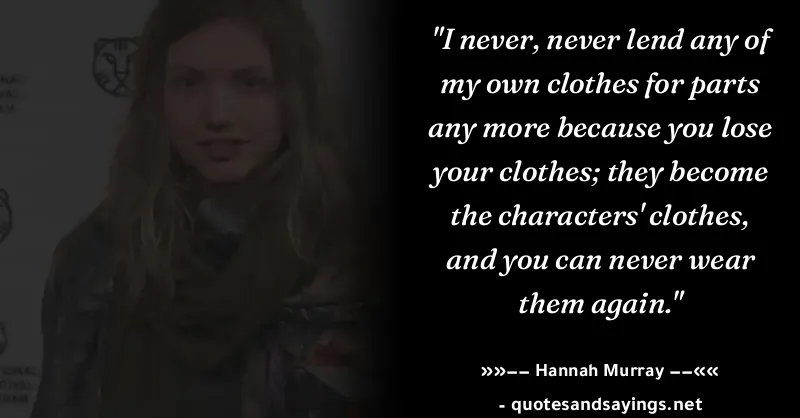 "I never, never lend any of
my own clothes for parts
any more because you lose
your clothes; they become
the characters' clothes,
and you can never wear
them again."
»»−− Hannah Murray −−««
- quotesandsayings.net